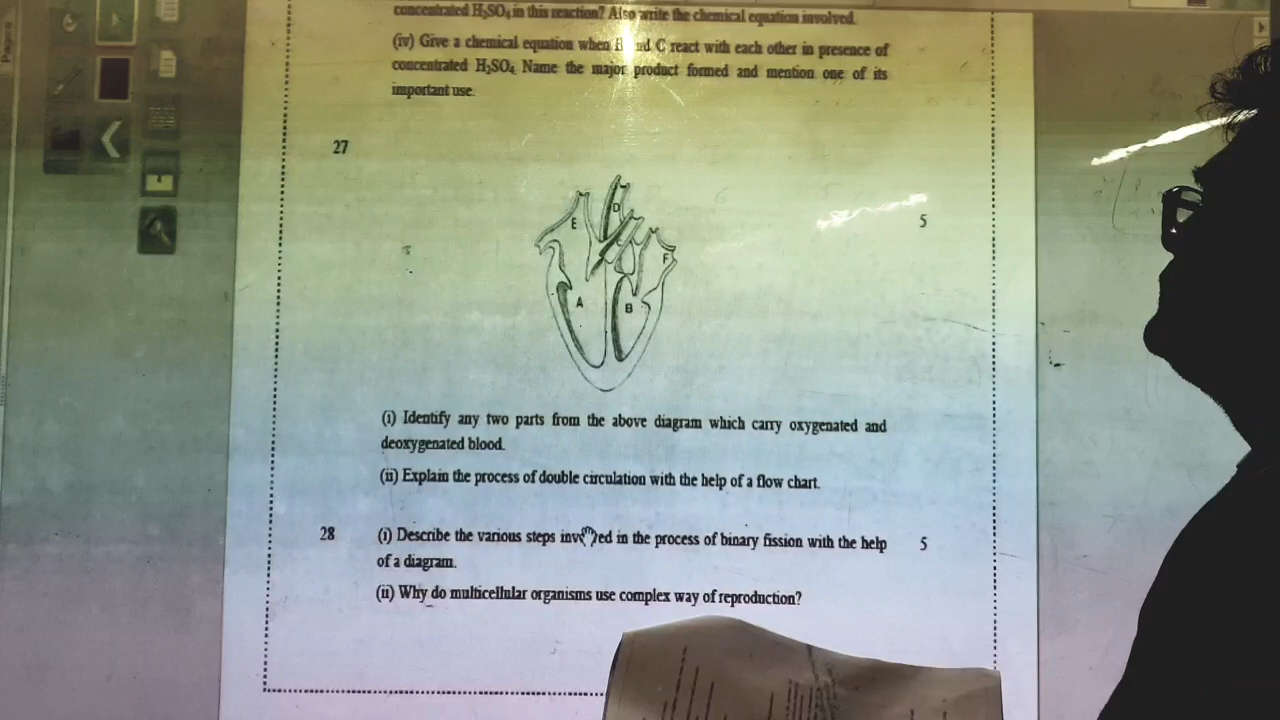 concentrated H₂SO₄ in this reaction? Also write the chemical equation involved.
(iv) Give a chemical equation when B and C react with each other in presence of
concentrated H₂SO₄. Name the major product formed and mention one of its
important use.
27
D
E
5
C
F
A
B
(i) Identify any two parts from the above diagram which carry oxygenated and
deoxygenated blood.
(ii) Explain the process of double circulation with the help of a flow chart.
28 (i) Describe the various steps involved in the process of binary fission with the help 5
of a diagram.
(ii) Why do multicellular organisms use complex way of reproduction?